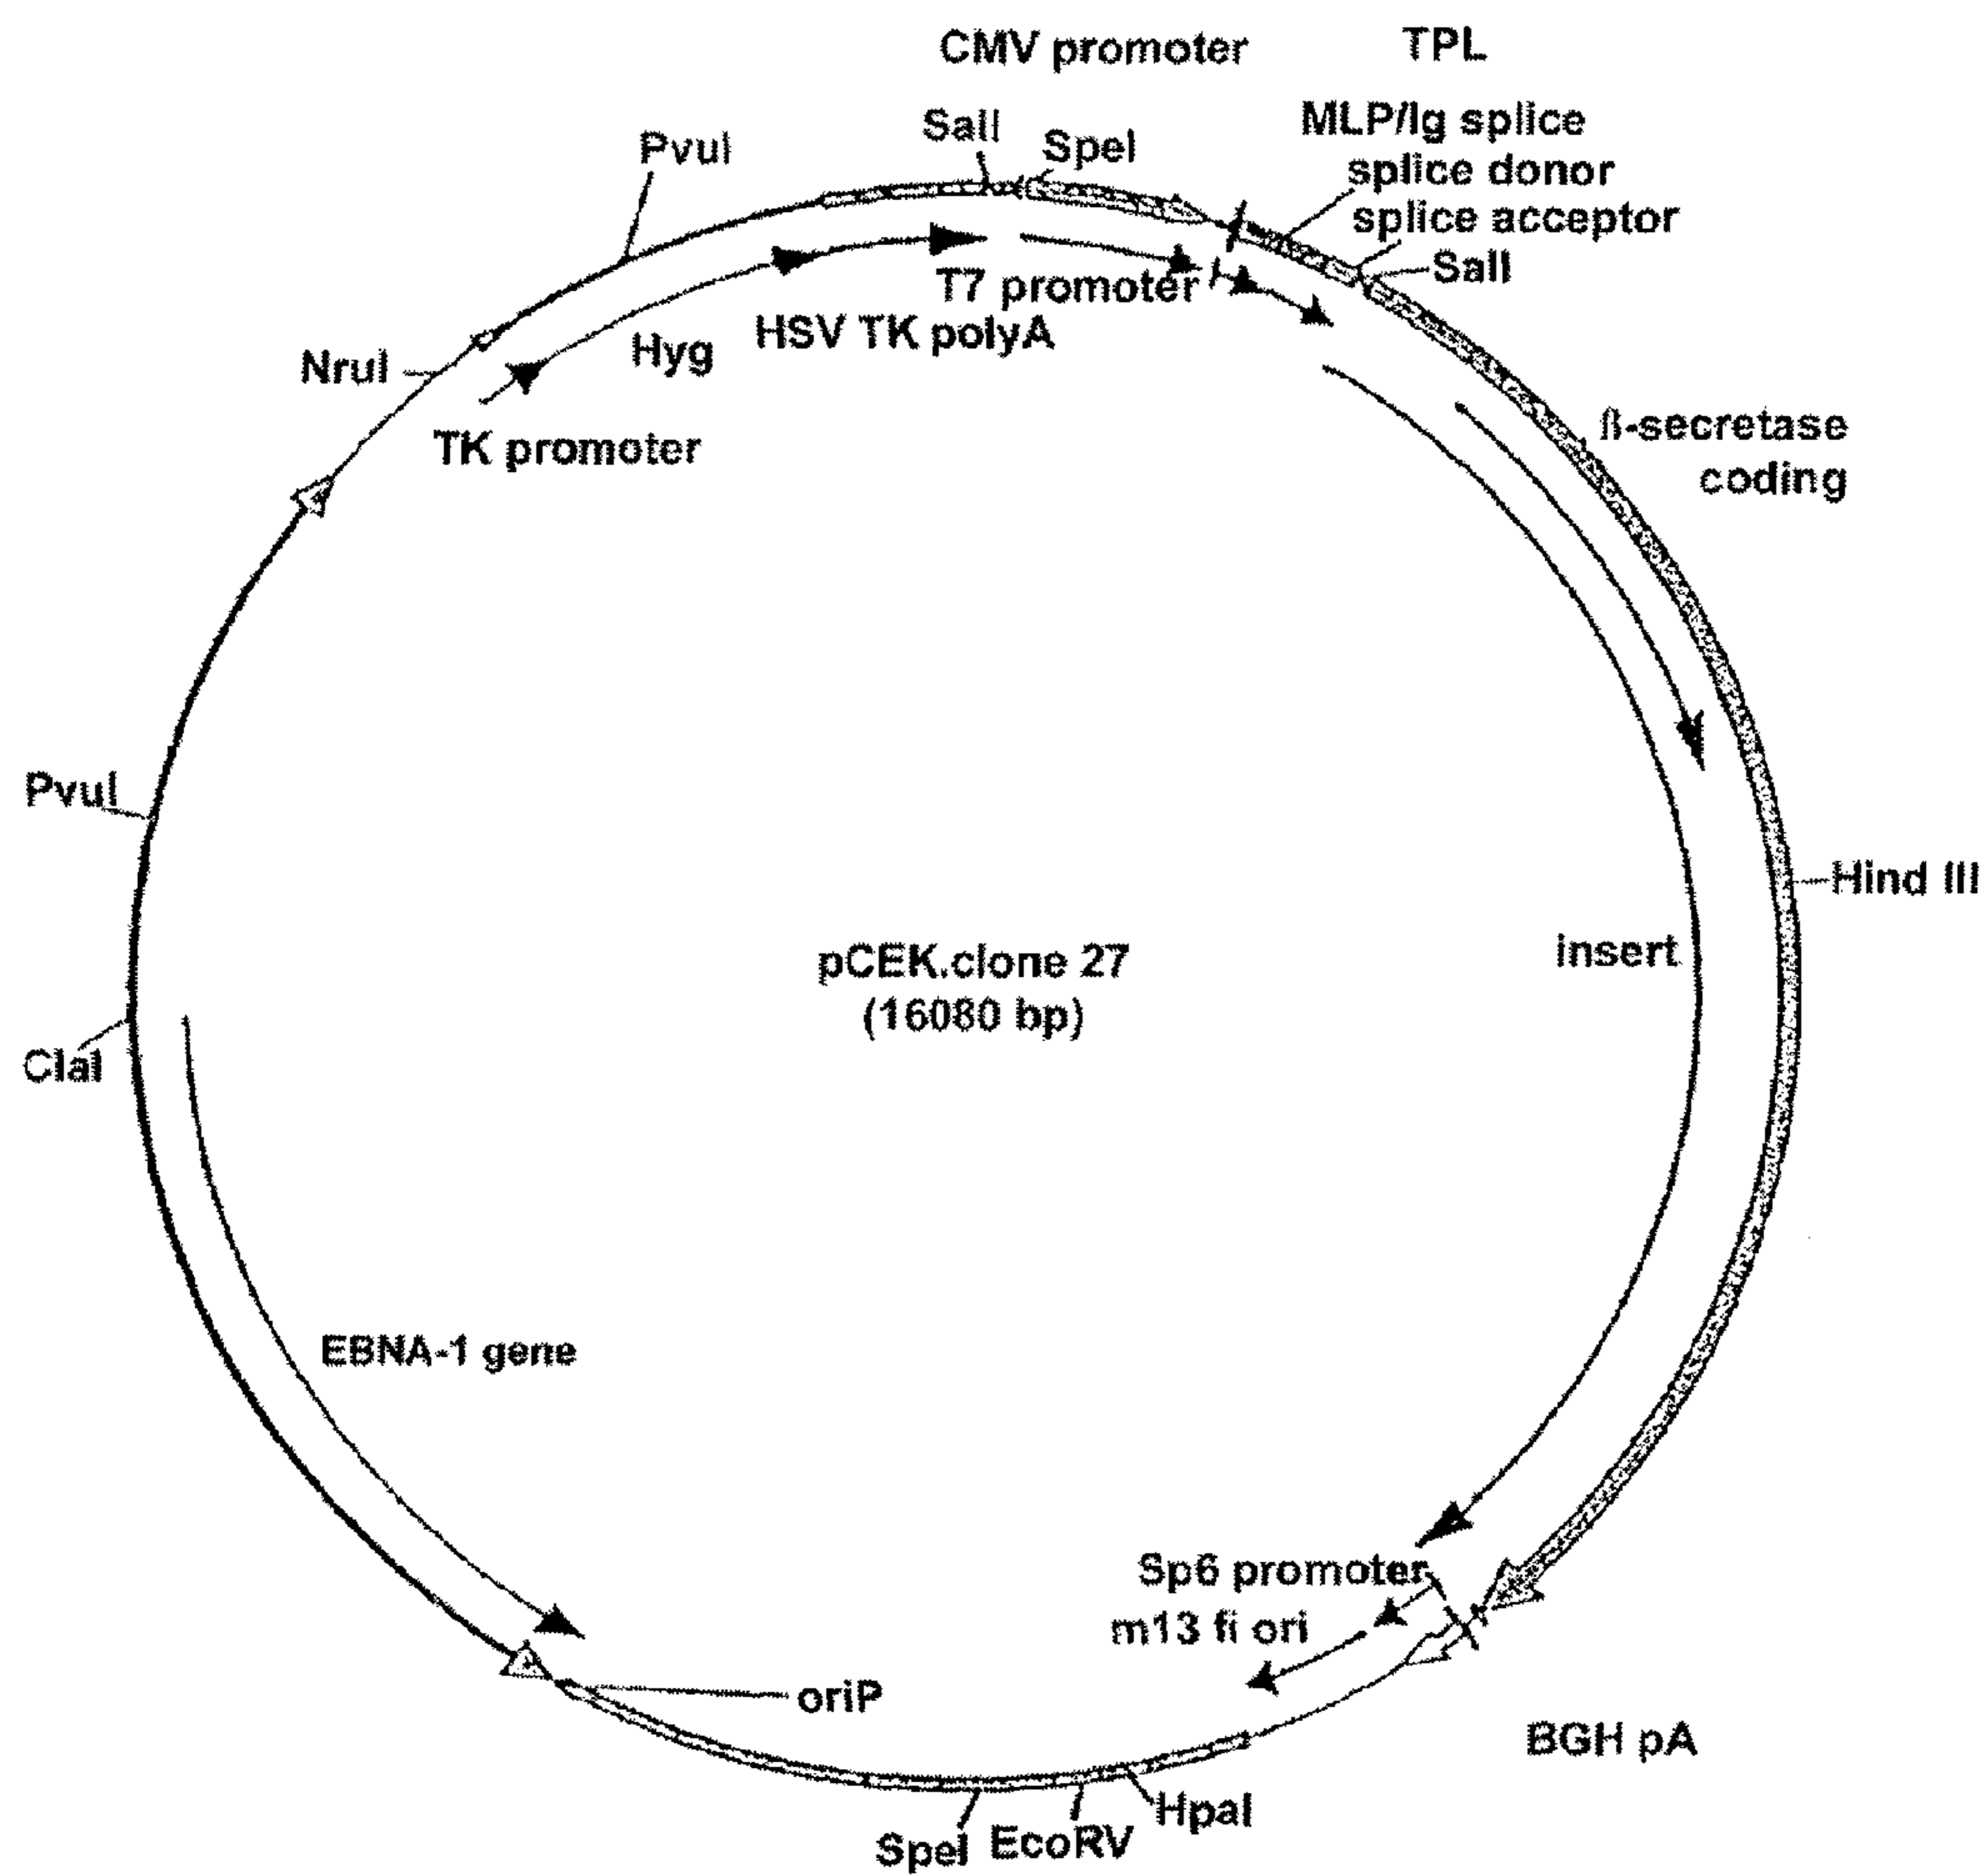 CMV promoter
TPL
MLP/Ig splice
splice donor
splice acceptor
SalI
SpeI
SalI
PvuI
T7 promoter
HSV TK polyA
Hyg
NruI
TK promoter
ß-secretase
coding
PvuI
Hind III
insert
pCEK.clone 27
(16080 bp)
ClaI
EBNA-1 gene
Sp6 promoter
m13 fi ori
oriP
BGH pA
HpaI
EcoRV
SpeI